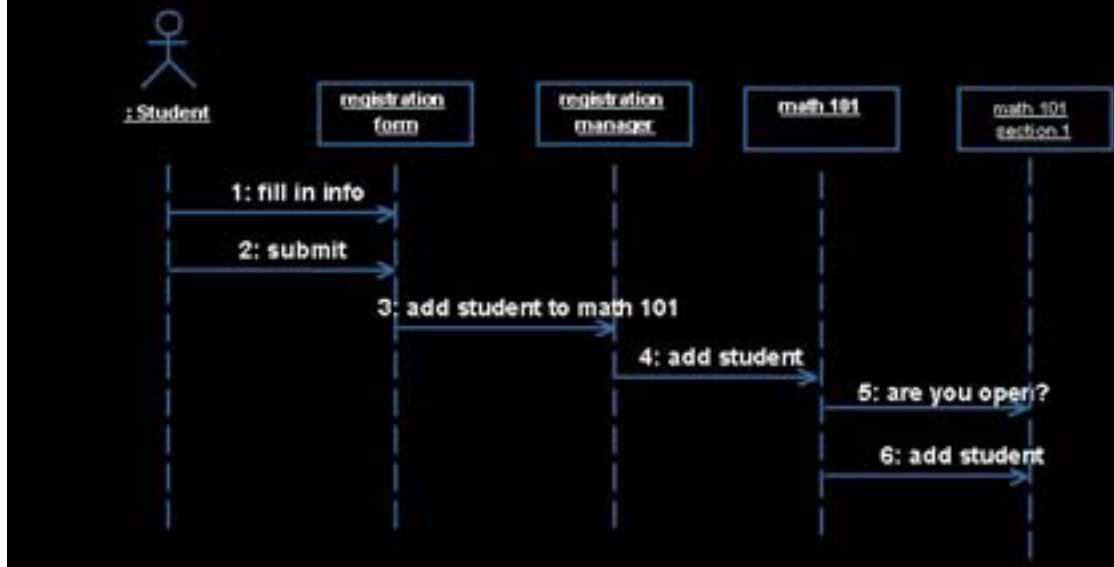 : Student
registration
form
registration
manager
math 101
math 101
section 1
1: fill in info
2: submit
3: add student to math 101
4: add student
5: are you open?
6: add student